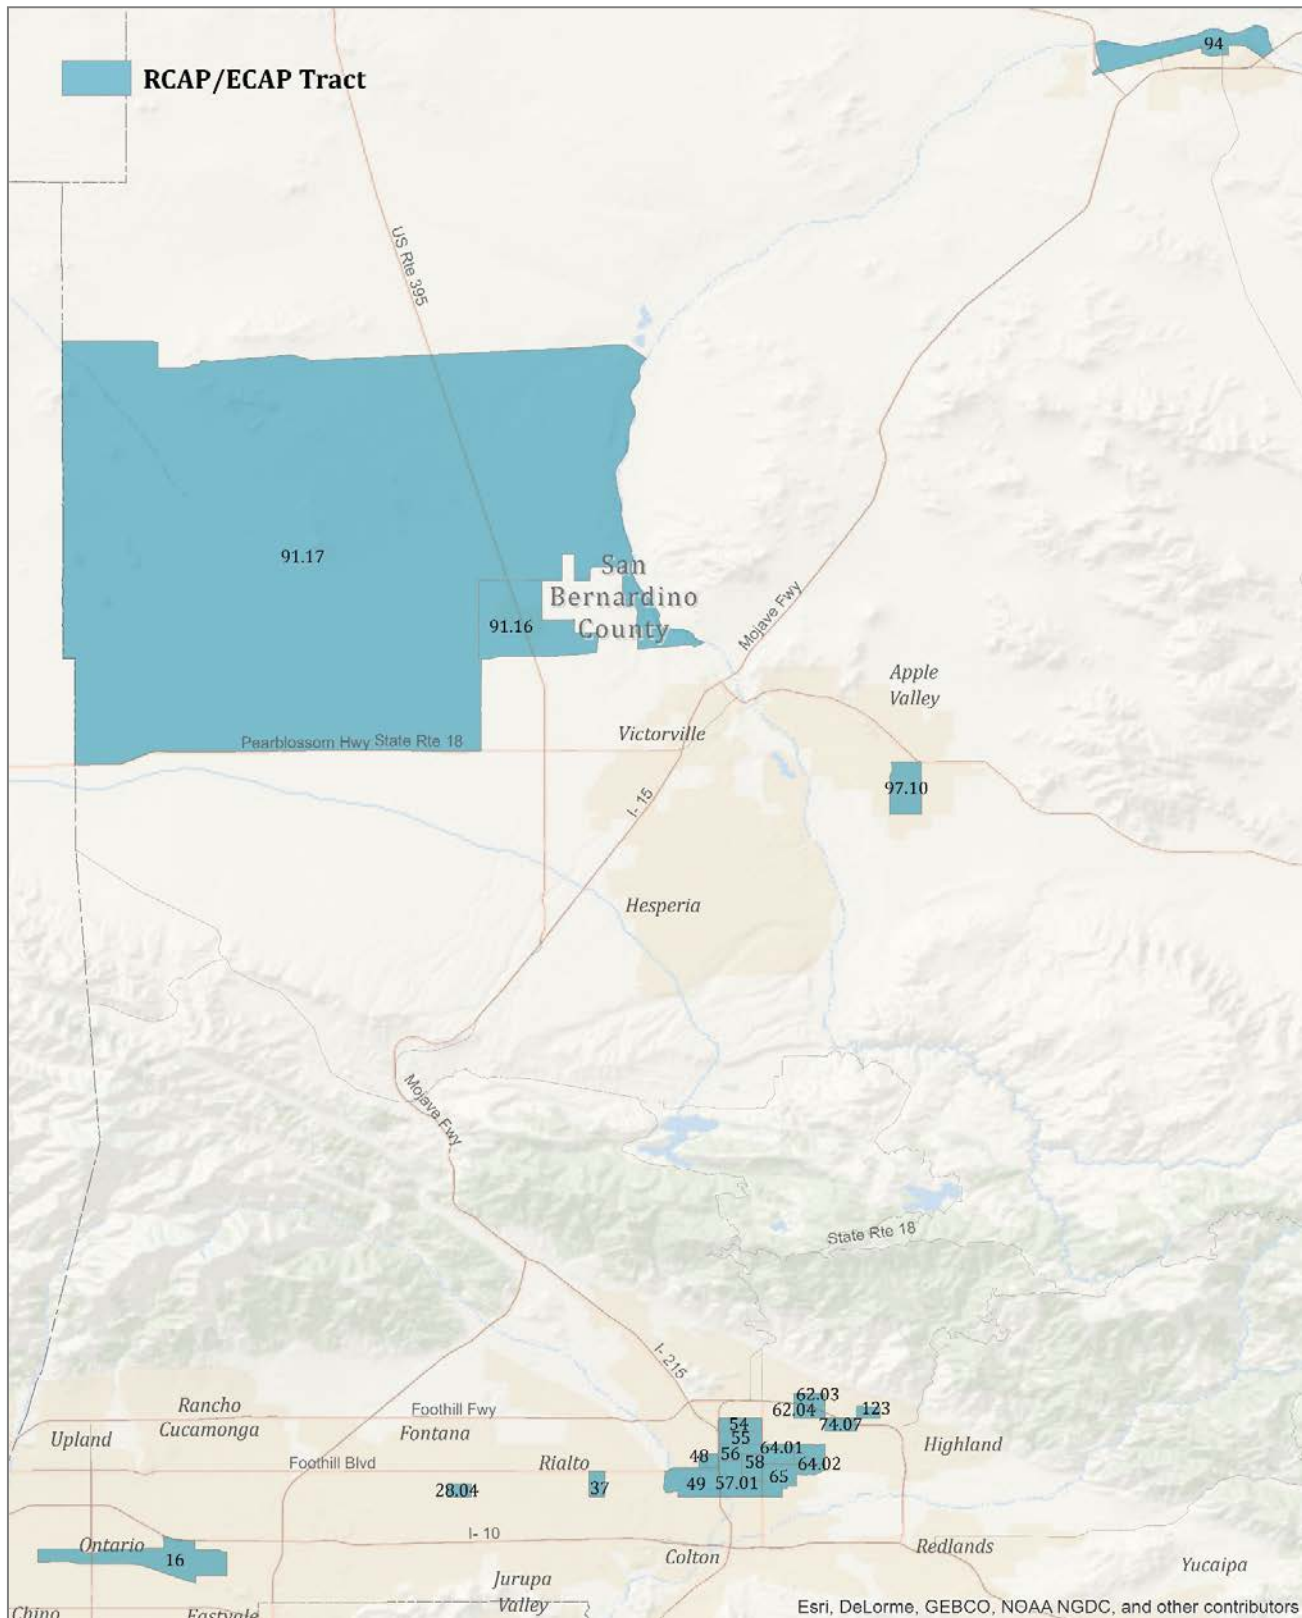 94
RCAP/ECAP Tract
US Rte 395
91.17
San
Bernardino
County
91.16
Mojave Fwy
Apple
Valley
Victorville
Pearblossom Hwy State Rte 18
97.10
I- 15
Hesperia
Mojave Fwy
State Rte 18
I- 215
62.03
62.04
123
74.07
Rancho
Cucamonga
Foothill Fwy
Fontana
Upland
54
55
Highland
48
56
64.01
58
64.02
Foothill Blvd
Rialto
28.04
37
49
57.01
65
I- 10
Ontario
16
Colton
Redlands
Yucaipa
Jurupa
Valley
Chino
Eastvale
Esri, DeLorme, GEBCO, NOAA NGDC, and other contributors